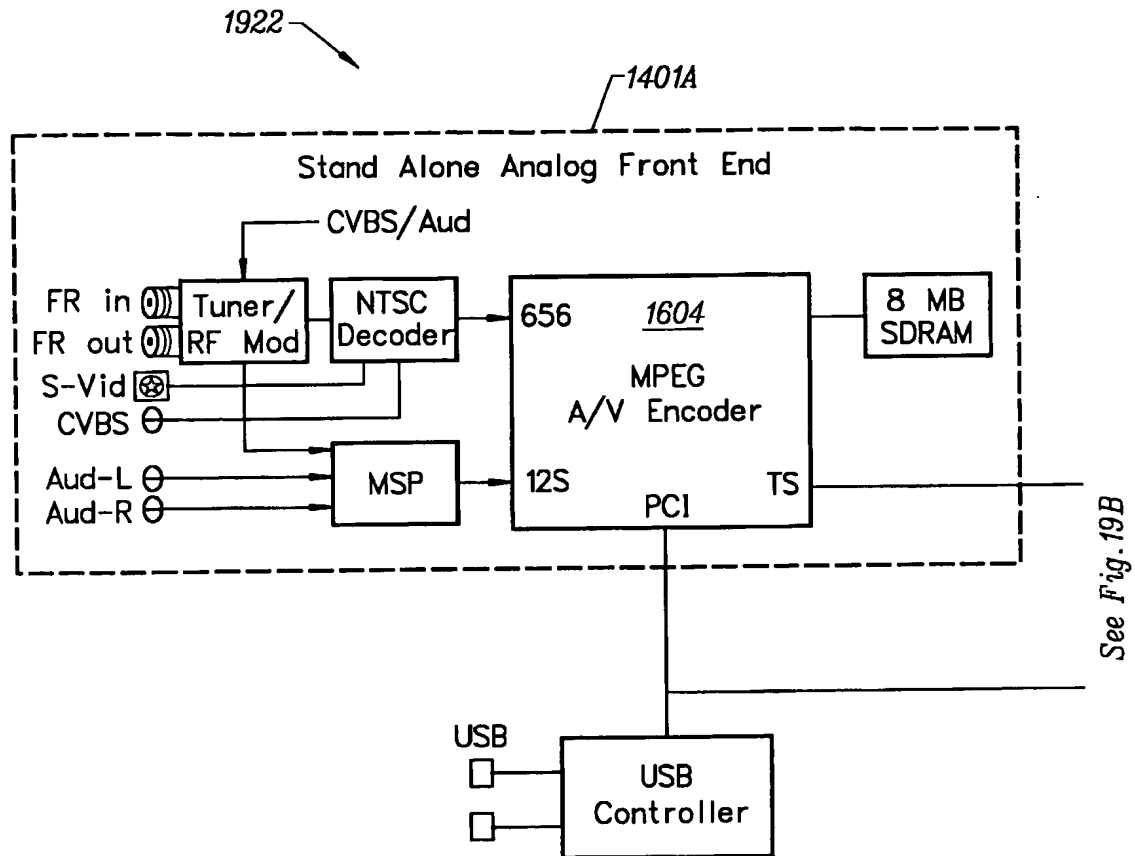 1922
1401A
Stand Alone Analog Front End
CVBS/Aud
FR in
FR out
S-Vid
CVBS
Aud-L
Aud-R
Tuner/
RF Mod
NTSC
Decoder
MSP
656
1604
MPEG
A/V Encoder
12S
TS
PCI
8 MB
SDRAM
See Fig.19B
USB
USB
Controller